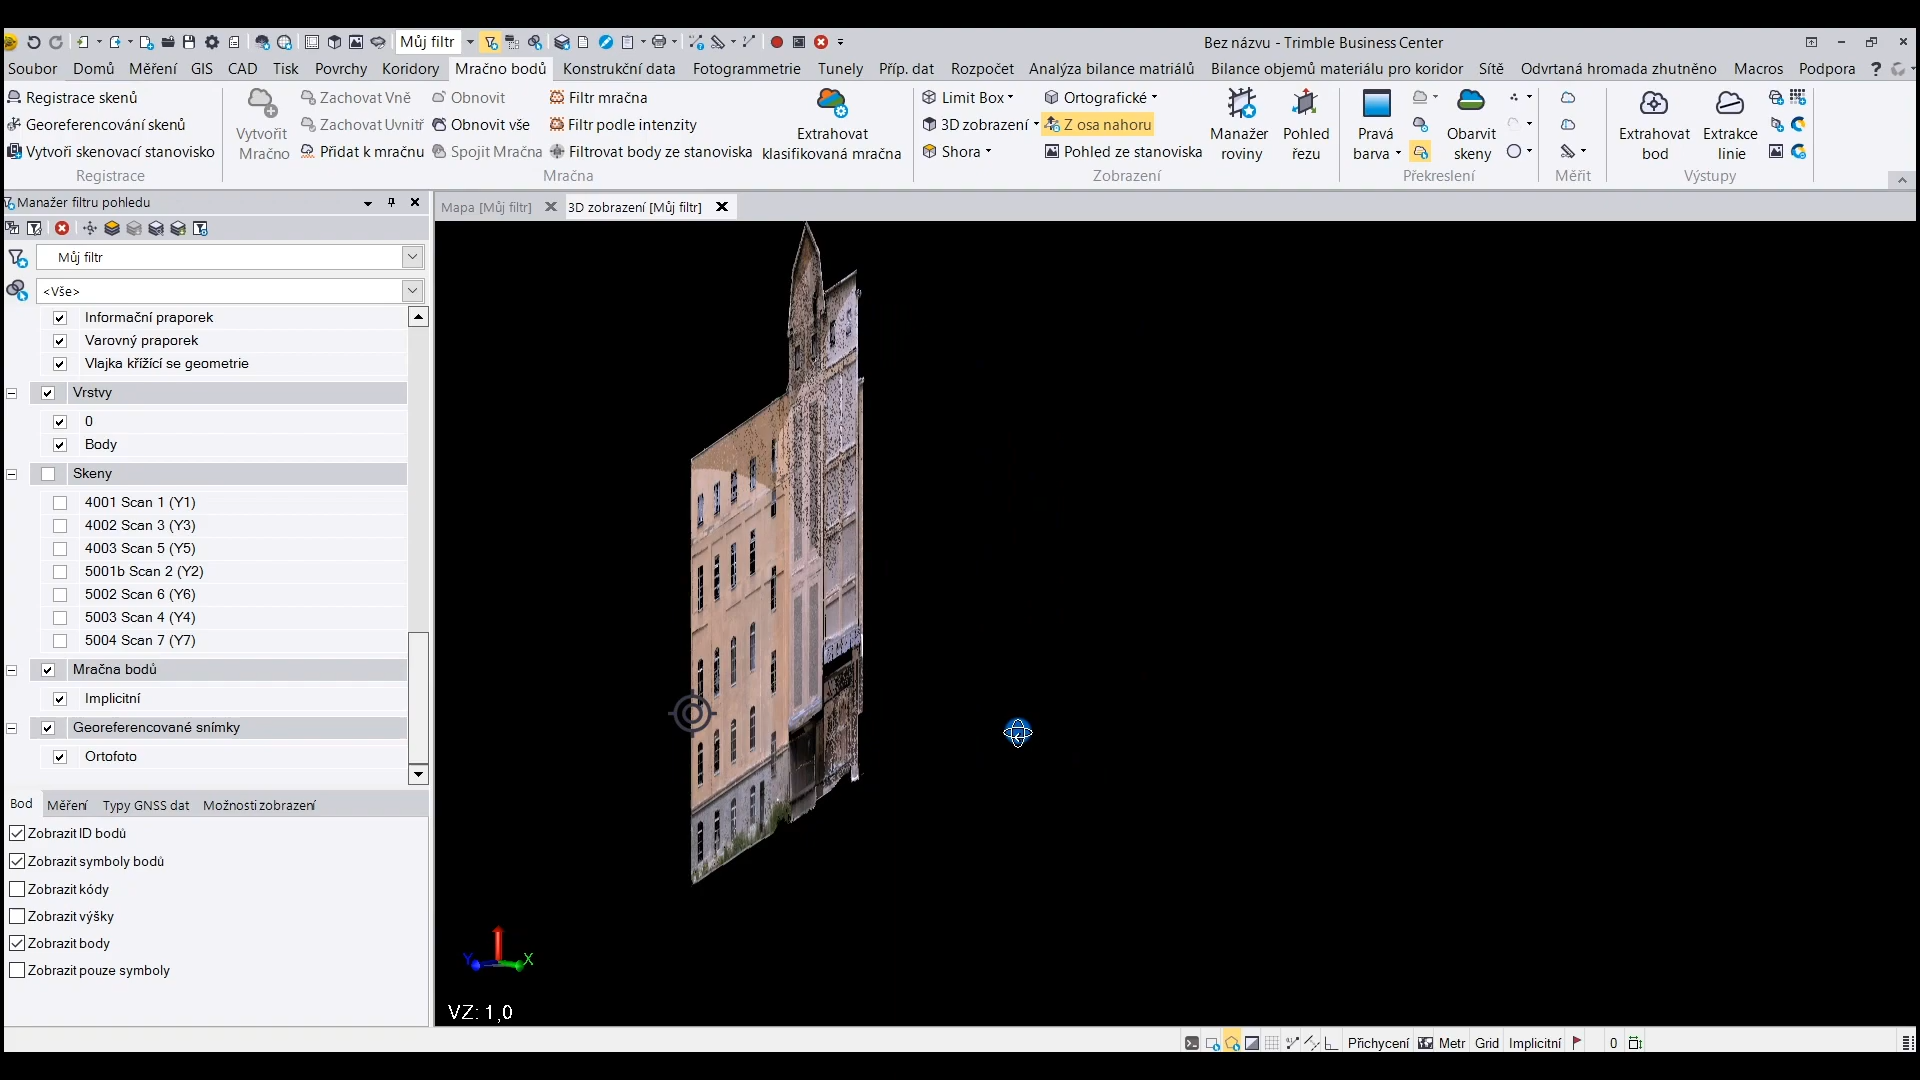 Můj filtr
Bez názvu - Trimble Business Center
Soubor Domů Měření GIS CAD Tisk Povrchy Koridory Mračno bodů Konstrukční data Fotogrammetrie Tunely Příp. dat Rozpočet Analýza bilance matriálů Bilance objemů materiálu pro koridor Sítě Odvrtaná hromada zhutněno Macros Podpora ?
Registrace skenů
Georeferencování skenů
Vytvoři skenovací stanovisko
Registrace
Vytvořit
Mračno
Zachovat Vně
Zachovat Uvnitř
Přidat k mračnu
Obnovit
Obnovit vše
Spojit Mračna
Filtr mračna
Filtr podle intenzity
Filtrovat body ze stanoviska
Extrahovat
klasifikovaná mračna
Mračna
Limit Box
3D zobrazení
Shora
Ortografické
Z osa nahoru
Pohled ze stanoviska
Manažer
roviny
Pohled
řezu
Zobrazení
Pravá
barva
Obarvit
skeny
Překreslení
Měřit
Extrahovat
bod
Extrakce
linie
Výstupy
Manažer filtru pohledu
Mapa [Můj filtr]
3D zobrazení [Můj filtr]
Můj filtr
<Vše>
Informační praporek
Varovný praporek
Vlajka křížící se geometrie
Vrstvy
0
Body
Skeny
4001 Scan 1 (Y1)
4002 Scan 3 (Y3)
4003 Scan 5 (Y5)
5001b Scan 2 (Y2)
5002 Scan 6 (Y6)
5003 Scan 4 (Y4)
5004 Scan 7 (Y7)
Mračna bodů
Implicitní
Georeferencované snímky
Ortofoto
Bod Měření Typy GNSS dat Možnosti zobrazení
Zobrazit ID bodů
Zobrazit symboly bodů
Zobrazit kódy
Zobrazit výšky
Zobrazit body
Zobrazit pouze symboly
Y X
VZ: 1,0
Přichycení Metr Grid Implicitní 0